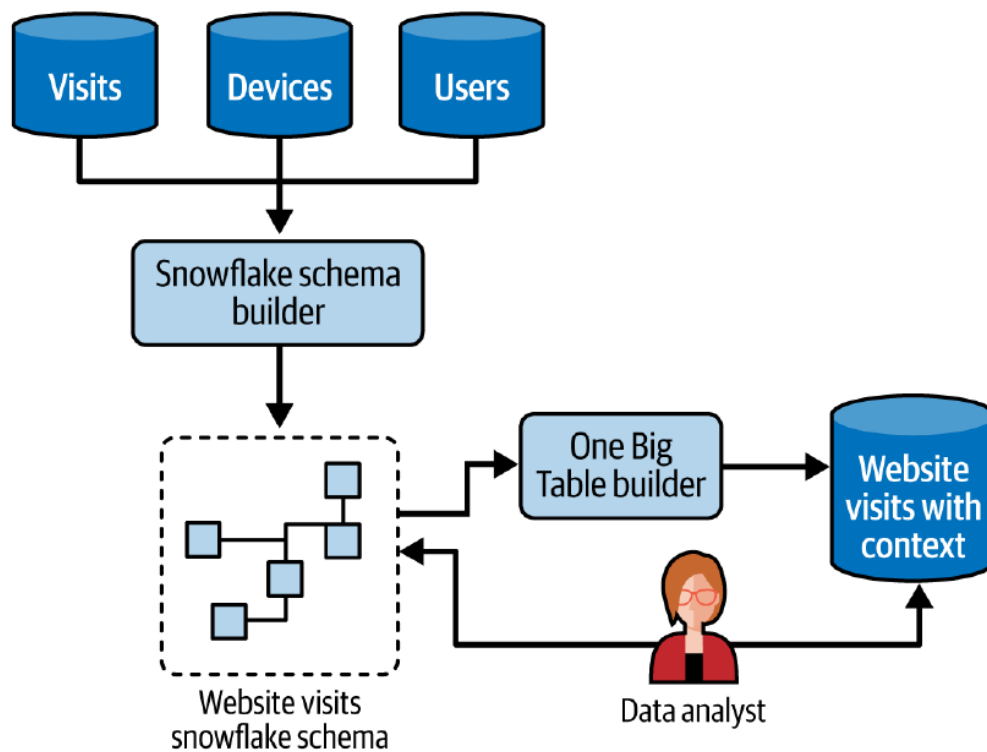 Visits
Devices
Users
Snowflake schema
builder
One Big
Table builder
Website
visits with
context
Website visits
snowflake schema
Data analyst